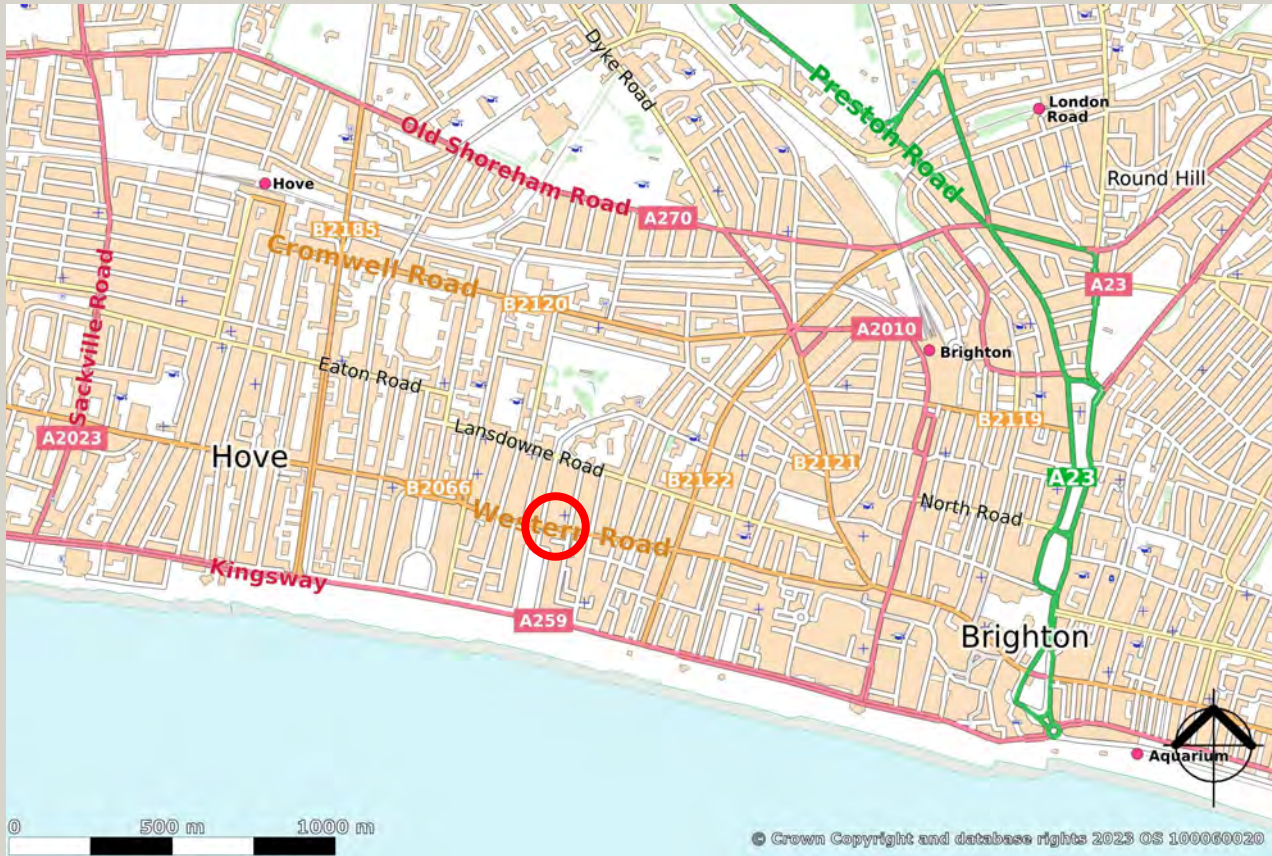 Dyke Road
Preston Road
London
Road
Old Shoreham Road
Round Hill
Hove
A270
B2185
Cromwell Road
A23
B2120
A2010
Brighton
Sackville Road
Eaton Road
B2119
A2023
Hove
Lansdowne Road
B2121
B2122
A23
B2066
Western Road
North Road
Kingsway
A259
Brighton
Aquarium
0 500 m 1000 m
© Crown Copyright and database rights 2023 OS 100060020